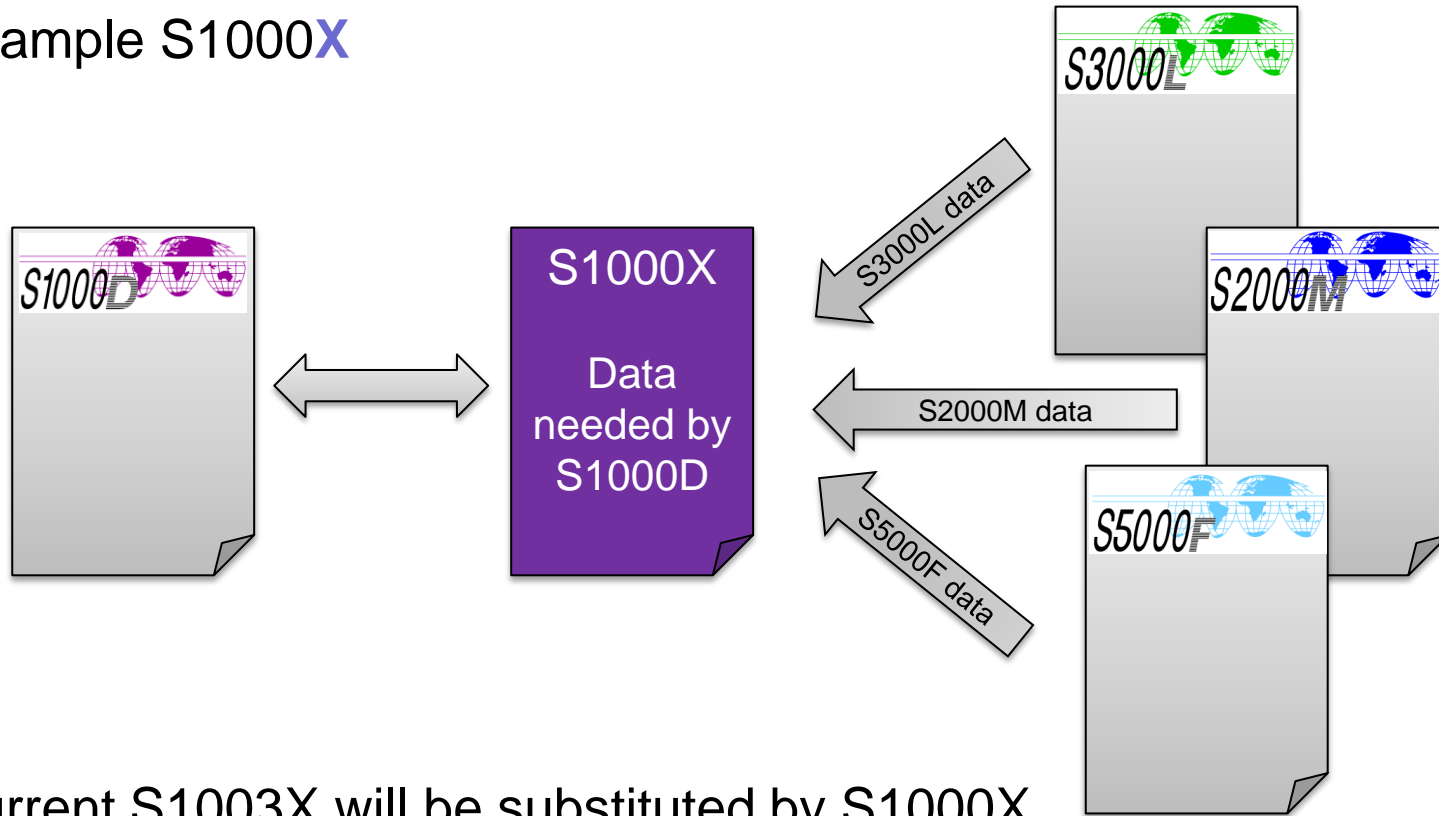 ample S1000X
S3000L
S3000L data
S1000D
S1000X
Data
needed by
S1000D
S2000M
S2000M data
S5000F
S5000F data
urrent S1003X will be substituted by S1000X